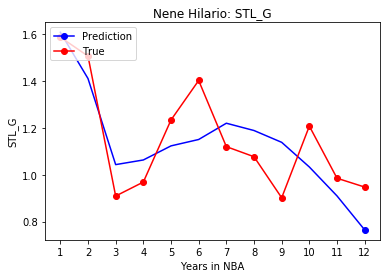 Nene Hilario: STL_G
Prediction
True
STL_G
1.6
1.4
1.2
1.0
0.8
1 2 3 4 5 6 7 8 9 10 11 12
Years in NBA